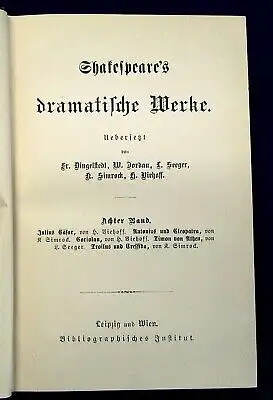 Shakespeare's
dramatische Werke.
Uebersetzt
von
Fr. Dingelstedt, W. Jordan, L. Seeger,
K. Simrock, H. Viehoff.
Achter Band.
Julius Cäsar, von H. Viehoff. Antonius und Cleopatra, von
K. Simrock. Coriolan, von H. Viehoff. Timon von Athen, von
L. Seeger. Troilus und Cressida, von K. Simrock.
Leipzig und Wien.
Bibliographisches Institut.